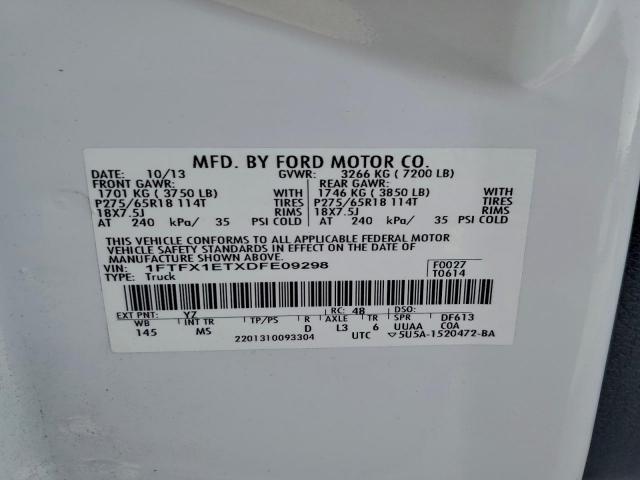 MFD. BY FORD MOTOR CO.
DATE: 10/13 GVWR: 3266 KG (7200 LB)
FRONT GAWR: REAR GAWR:
1701 KG (3750 LB) WITH 1746 KG (3850 LB) WITH
P275/65R18 114T TIRES P275/65R18 114T TIRES
18X7.5J RIMS 18X7.5J RIMS
AT 240 kPa/ 35 PSI COLD AT 240 kPa/ 35 PSI COLD
THIS VEHICLE CONFORMS TO ALL APPLICABLE FEDERAL MOTOR
VEHICLE SAFETY STANDARDS IN EFFECT ON THE DATE OF
MANUFACTURE SHOWN ABOVE.
VIN: 1FTFX1ETXDFE09298 F0027
TYPE: Truck T0614
EXT PNT: YZ RC: 48 DSO:
WB INT TR TP/PS R AXLE TR SPR DF613
145 MS D L3 6 UUAA COA
2201310093304 UTC ▽5U5A-1520472-BA